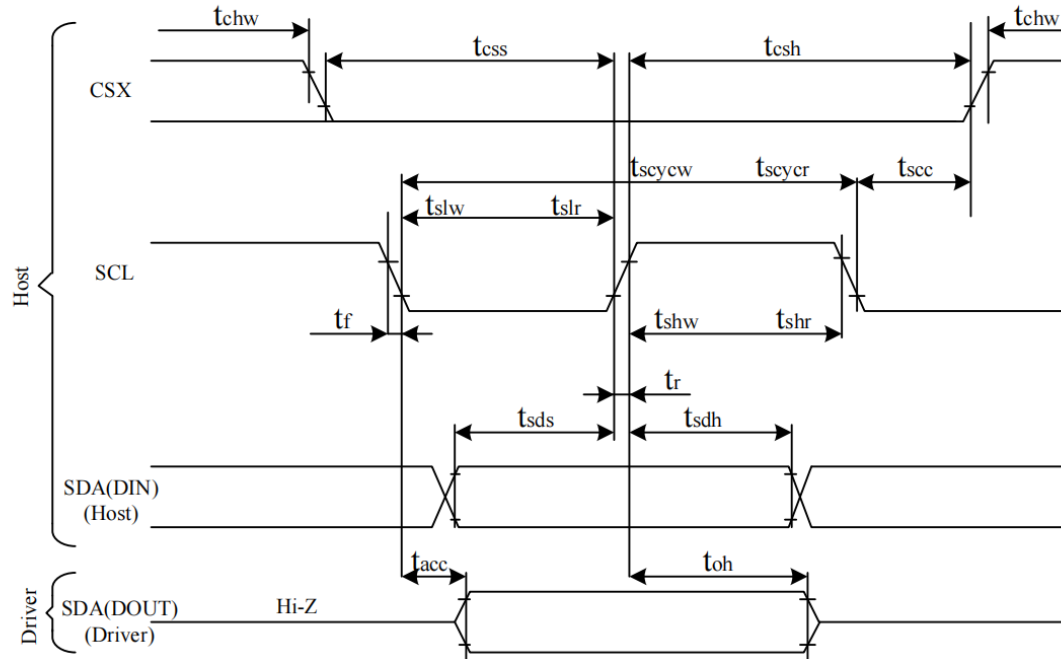 tchw
tchw
tcss
tcsh
CSX
tscycw
tscycr
tscc
tslw
tslr
Host
SCL
tf
tshw
tshr
tr
tsds
tsdh
SDA(DIN)
(Host)
tacc
toh
Driver
SDA(DOUT)
(Driver)
Hi-Z